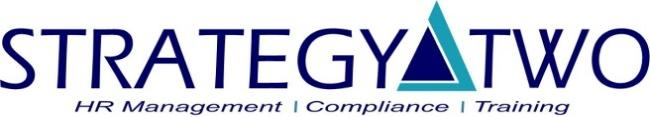 STRATEGY TWO
HR Management | Compliance | Training